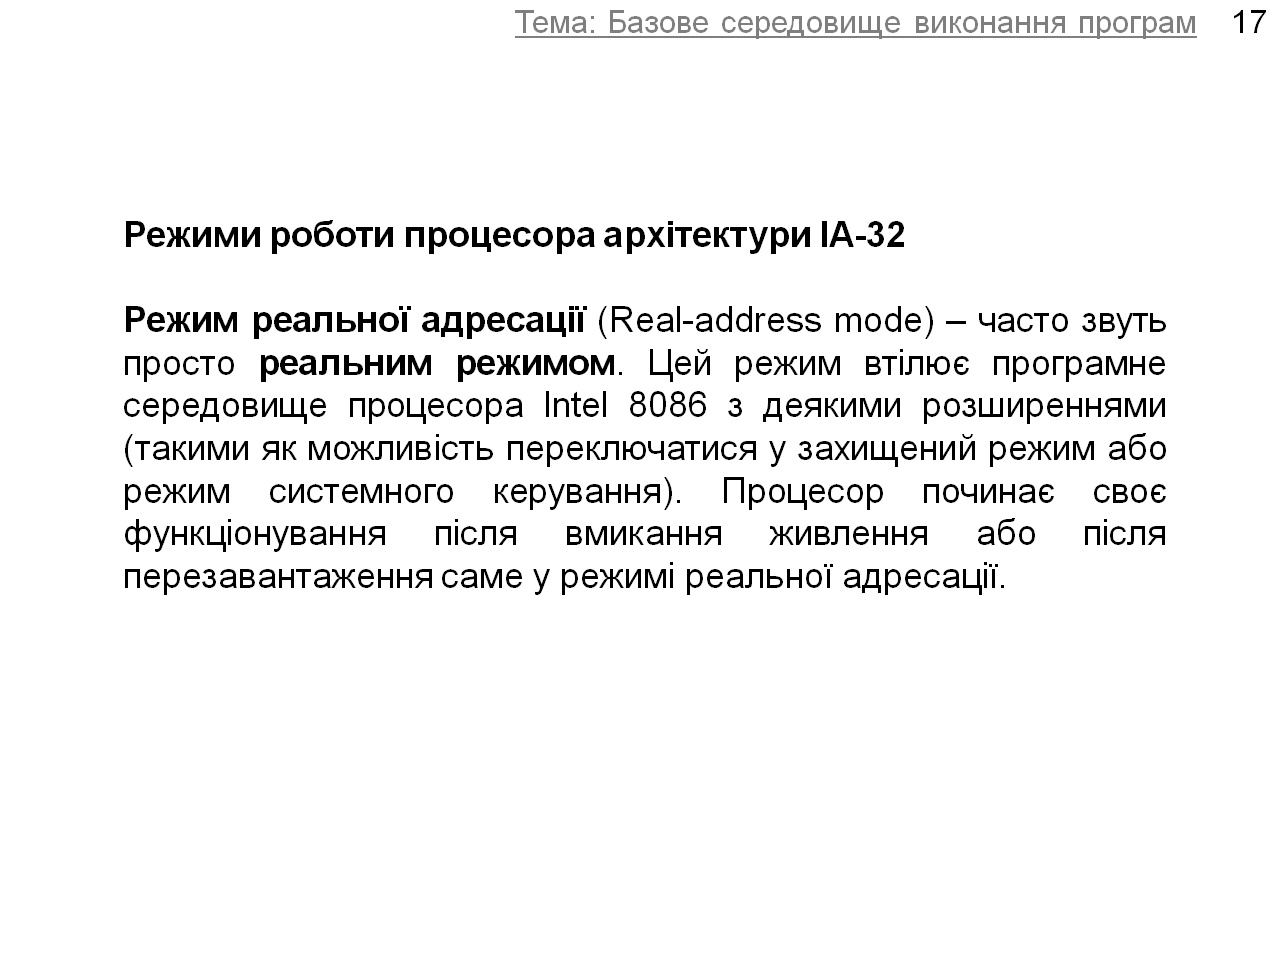 Тема: Базове середовище виконання програм 17
Режими роботи процесора архітектури IA-32
Режим реальної адресації (Real-address mode) – часто звуть
просто реальним режимом. Цей режим втілює програмне
середовище процесора Intel 8086 з деякими розширеннями
(такими як можливість переключатися у захищений режим або
режим системного керування). Процесор починає своє
функціонування після вмикання живлення або після
перезавантаження саме у режимі реальної адресації.